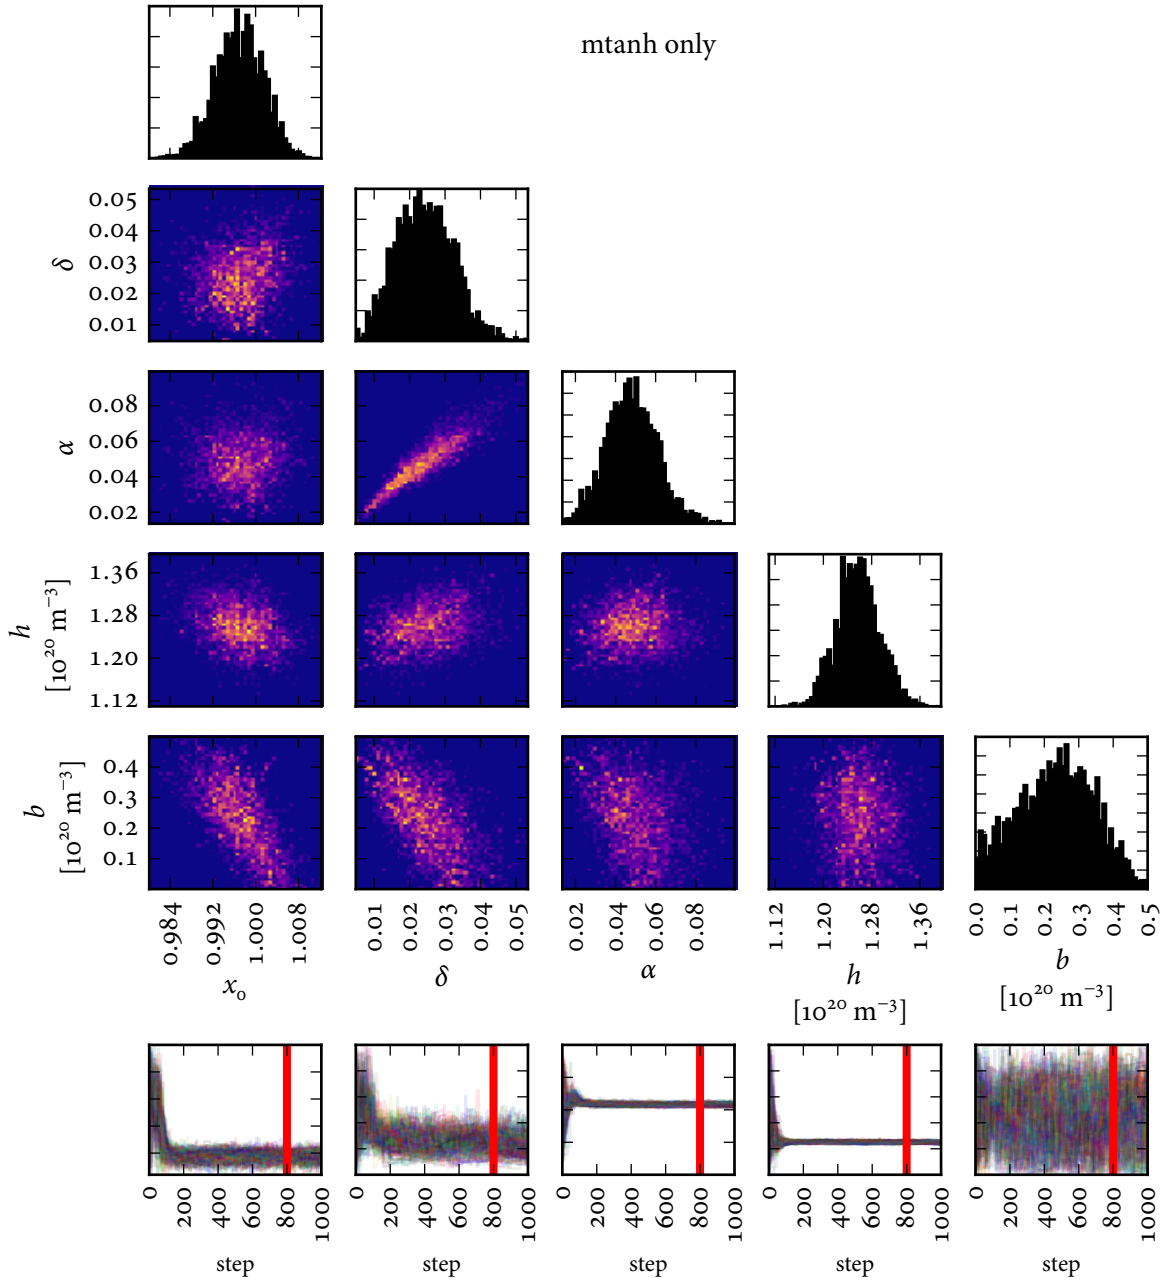 mtanh only
0.05
0.04
0.03
0.02
0.01
δ
0.08
0.06
0.04
0.02
α
1.36
1.28
1.20
1.12
h
[10²⁰ m⁻³]
0.4
0.3
0.2
0.1
b
[10²⁰ m⁻³]
0.984 0.992 1.000 1.008
x₀
0.01 0.02 0.03 0.04 0.05
δ
0.02 0.04 0.06 0.08
α
1.12 1.20 1.28 1.36
h
[10²⁰ m⁻³]
0.0 0.1 0.2 0.3 0.4 0.5
b
[10²⁰ m⁻³]
0 200 400 600 800 1000
step
0 200 400 600 800 1000
step
0 200 400 600 800 1000
step
0 200 400 600 800 1000
step
0 200 400 600 800 1000
step